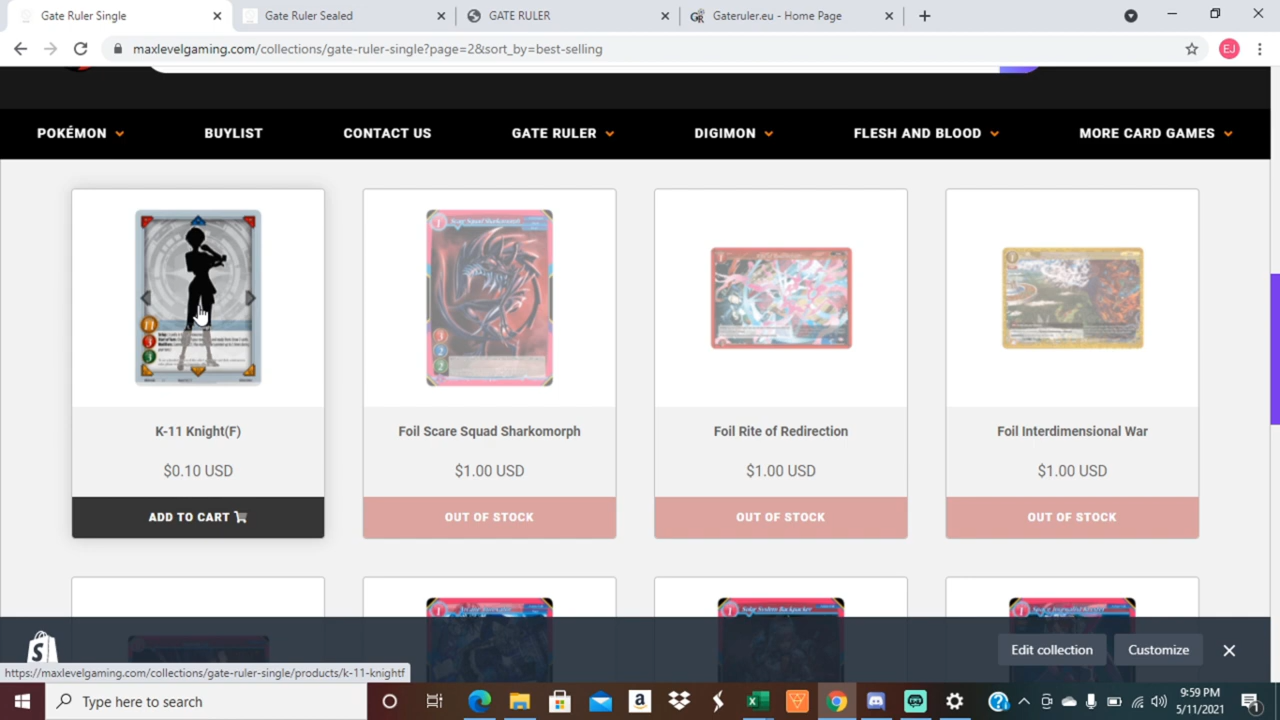 Gate Ruler Single
Gate Ruler Sealed
GATE RULER
Gateruler.eu - Home Page
maxlevelgaming.com/collections/gate-ruler-single?page=2&sort_by=best-selling
EJ
POKÉMON
BUYLIST
CONTACT US
GATE RULER
DIGIMON
FLESH AND BLOOD
MORE CARD GAMES
K-11 Knight(F)
Foil Scare Squad Sharkomorph
Foil Rite of Redirection
Foil Interdimensional War
$0.10 USD
$1.00 USD
$1.00 USD
$1.00 USD
ADD TO CART
OUT OF STOCK
OUT OF STOCK
OUT OF STOCK
Edit collection
Customize
https://maxlevelgaming.com/collections/gate-ruler-single/products/k-11-knightf
Type here to search
9:59 PM
5/11/2021